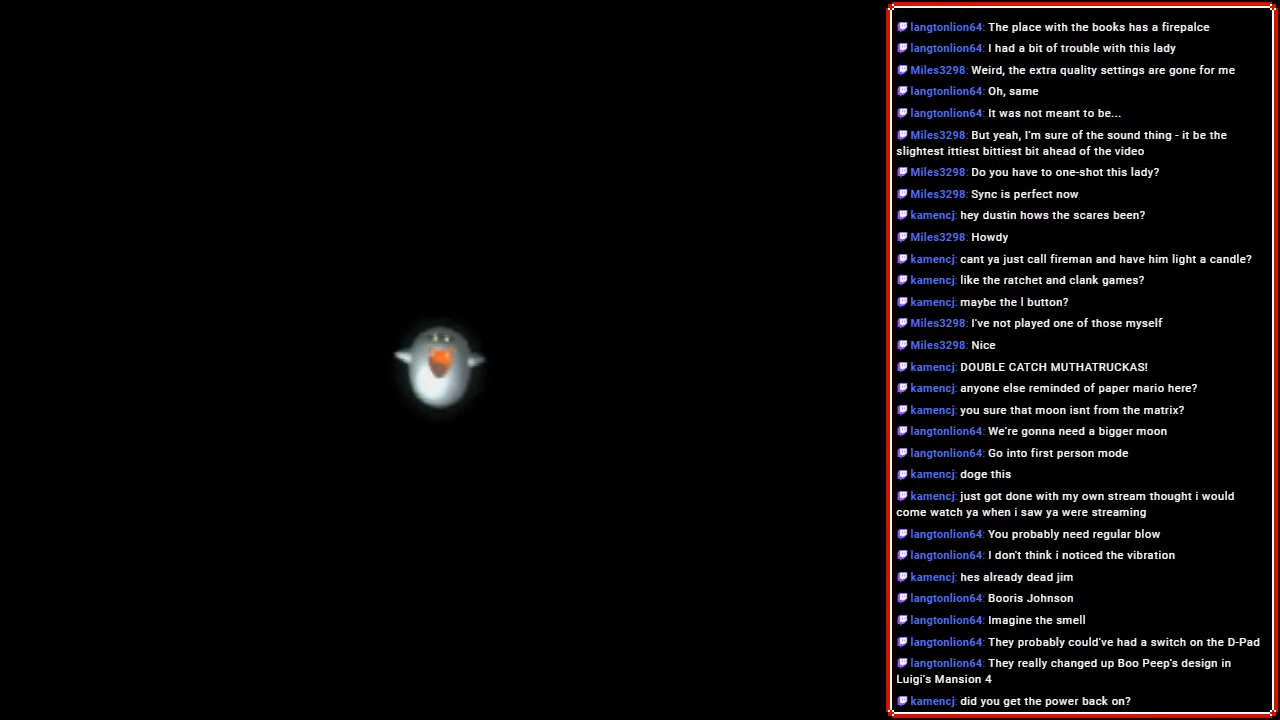 langtonlion64: The place with the books has a firepalce
langtonlion64: I had a bit of trouble with this lady
Miles3298: Weird, the extra quality settings are gone for me
langtonlion64: Oh, same
langtonlion64: It was not meant to be...
Miles3298: But yeah, I'm sure of the sound thing - it be the
slightest ittiest bittiest bit ahead of the video
Miles3298: Do you have to one-shot this lady?
Miles3298: Sync is perfect now
kamencj: hey dustin hows the scares been?
Miles3298: Howdy
kamencj: cant ya just call fireman and have him light a candle?
kamencj: like the ratchet and clank games?
kamencj: maybe the l button?
Miles3298: I've not played one of those myself
Miles3298: Nice
kamencj: DOUBLE CATCH MUTHATRUCKAS!
kamencj: anyone else reminded of paper mario here?
kamencj: you sure that moon isnt from the matrix?
langtonlion64: We're gonna need a bigger moon
langtonlion64: Go into first person mode
kamencj: doge this
kamencj: just got done with my own stream thought i would
come watch ya when i saw ya were streaming
langtonlion64: You probably need regular blow
langtonlion64: I don't think i noticed the vibration
kamencj: hes already dead jim
langtonlion64: Booris Johnson
langtonlion64: Imagine the smell
langtonlion64: They probably could've had a switch on the D-Pad
langtonlion64: They really changed up Boo Peep's design in
Luigi's Mansion 4
kamencj: did you get the power back on?